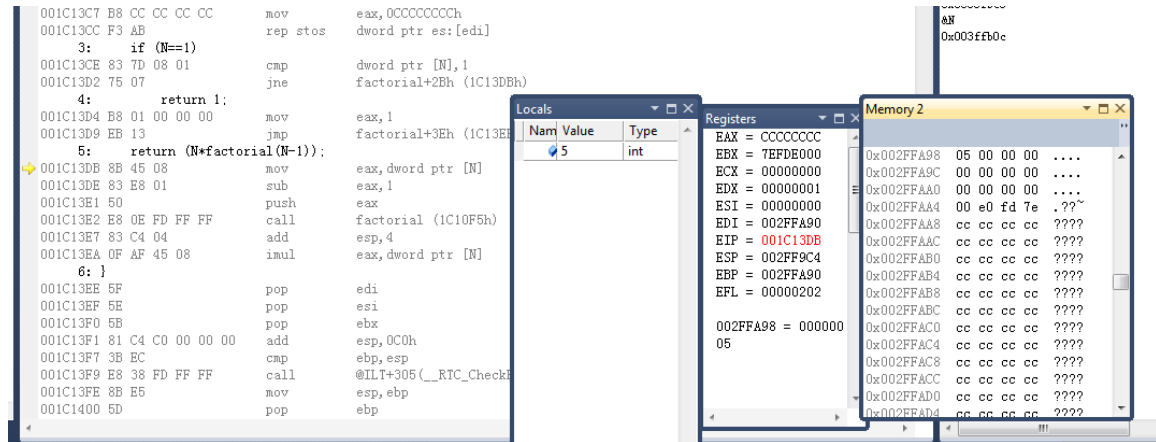 001C13C7 B8 CC CC CC CC mov eax,0CCCCCCCCh
001C13CC F3 AB rep stos dword ptr es:[edi]
3: if (N==1)
001C13CE 83 7D 08 01 cmp dword ptr [N],1
001C13D2 75 07 jne factorial+2Bh (1C13DBh)
4: return 1;
001C13D4 B8 01 00 00 00 mov eax,1
001C13D9 EB 13 jmp factorial+3Eh (1C13EE
5: return (N*factorial(N-1));
001C13DB 8B 45 08 mov eax,dword ptr [N]
001C13DE 83 E8 01 sub eax,1
001C13E1 50 push eax
001C13E2 E8 0E FD FF FF call factorial (1C10F5h)
001C13E7 83 C4 04 add esp,4
001C13EA 0F AF 45 08 imul eax,dword ptr [N]
6: }
001C13EE 5F pop edi
001C13EF 5E pop esi
001C13F0 5B pop ebx
001C13F1 81 C4 C0 00 00 00 add esp,0C0h
001C13F7 3B EC cmp ebp,esp
001C13F9 E8 38 FD FF FF call @ILT+305(__RTC_CheckE
001C13FE 8B E5 mov esp,ebp
001C1400 5D pop ebp
Locals
Nam Value Type
5 int
Registers
EAX = CCCCCCCC
EBX = 7EFDE000
ECX = 00000000
EDX = 00000001
ESI = 00000000
EDI = 002FFA90
EIP = 001C13DB
ESP = 002FF9C4
EBP = 002FFA90
EFL = 00000202
002FFA98 = 000000
05
Memory 2
0x002FFA98 05 00 00 00 ....
0x002FFA9C 00 00 00 00 ....
0x002FFAA0 00 00 00 00 ....
0x002FFAA4 00 e0 fd 7e .??~
0x002FFAA8 cc cc cc cc ????
0x002FFAAC cc cc cc cc ????
0x002FFAB0 cc cc cc cc ????
0x002FFAB4 cc cc cc cc ????
0x002FFAB8 cc cc cc cc ????
0x002FFABC cc cc cc cc ????
0x002FFAC0 cc cc cc cc ????
0x002FFAC4 cc cc cc cc ????
0x002FFAC8 cc cc cc cc ????
0x002FFACC cc cc cc cc ????
0x002FFAD0 cc cc cc cc ????
0x002FFAD4 cc cc cc cc ????
&N
0x003ffb0c